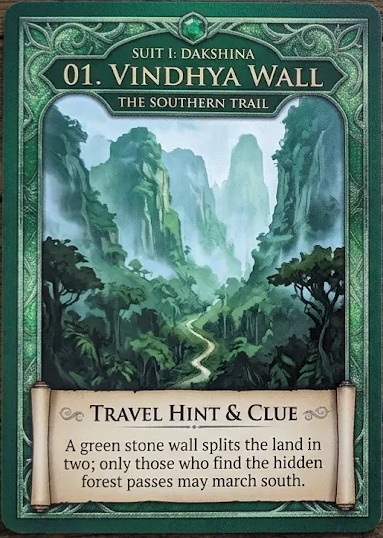 SUIT I: DAKSHINA
01. VINDHYA WALL
THE SOUTHERN TRAIL
TRAVEL HINT & CLUE
A green stone wall splits the land in
two; only those who find the hidden
forest passes may march south.